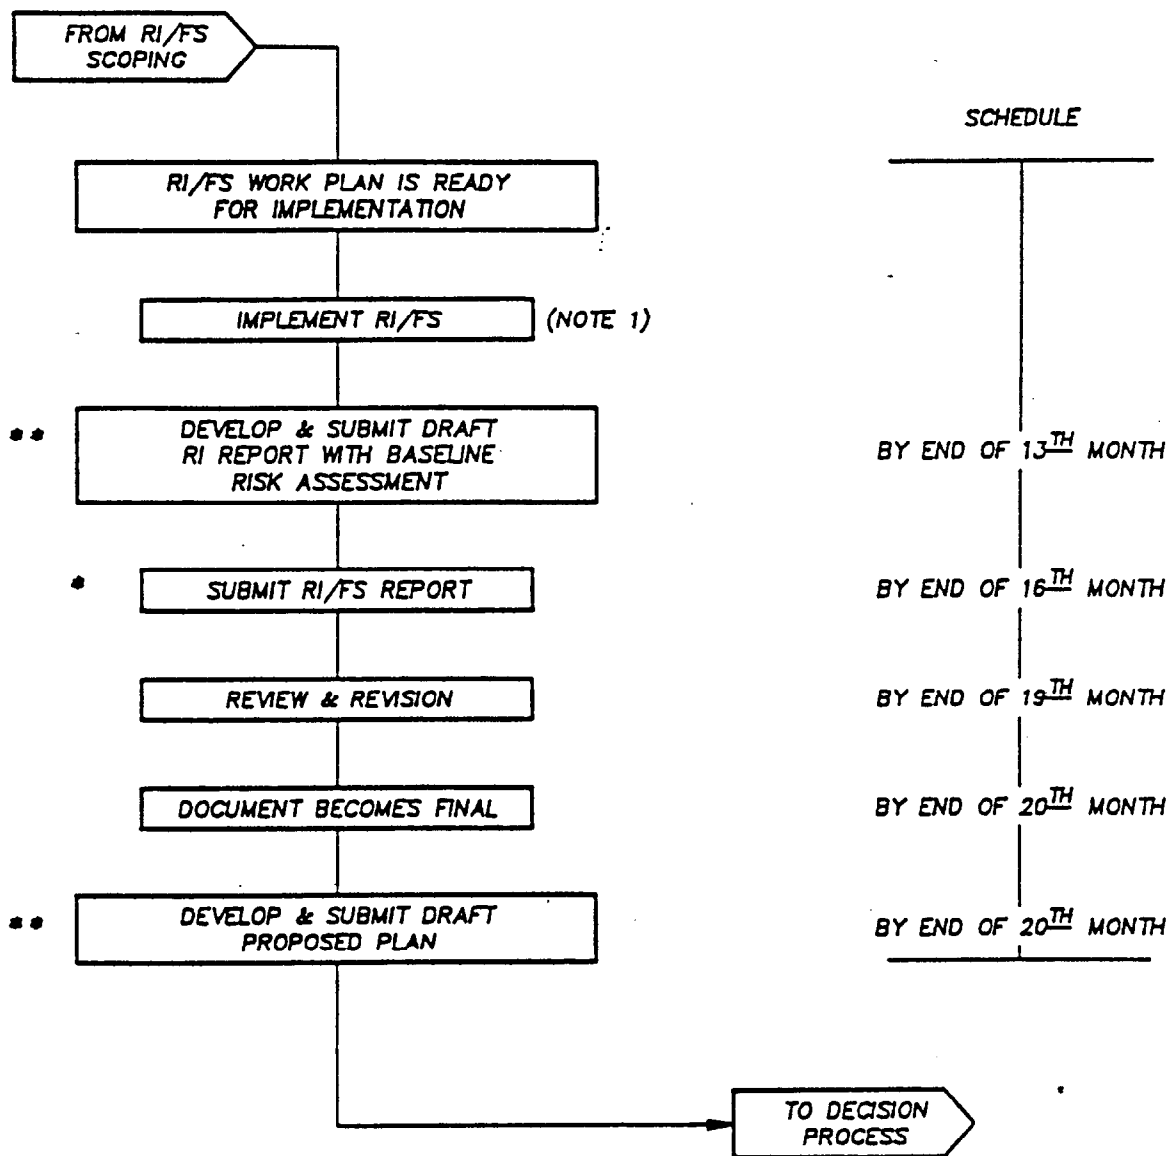 FROM RI/FS
SCOPING
SCHEDULE
RI/FS WORK PLAN IS READY
FOR IMPLEMENTATION
IMPLEMENT RI/FS (NOTE 1)
** DEVELOP & SUBMIT DRAFT
RI REPORT WITH BASELINE
RISK ASSESSMENT
BY END OF 13TH MONTH
* SUBMIT RI/FS REPORT
BY END OF 16TH MONTH
REVIEW & REVISION
BY END OF 19TH MONTH
DOCUMENT BECOMES FINAL
BY END OF 20TH MONTH
** DEVELOP & SUBMIT DRAFT
PROPOSED PLAN
BY END OF 20TH MONTH
TO DECISION
PROCESS